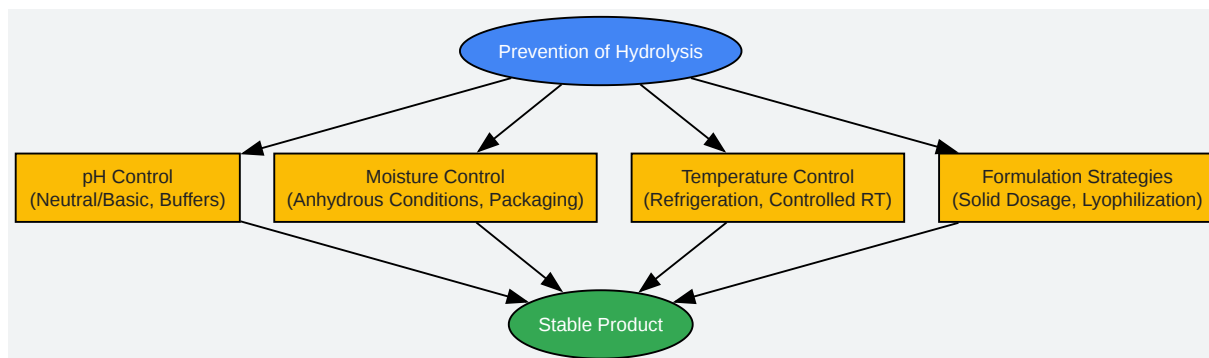 Prevention of Hydrolysis
pH Control
(Neutral/Basic, Buffers)
Moisture Control
(Anhydrous Conditions, Packaging)
Temperature Control
(Refrigeration, Controlled RT)
Formulation Strategies
(Solid Dosage, Lyophilization)
Stable Product